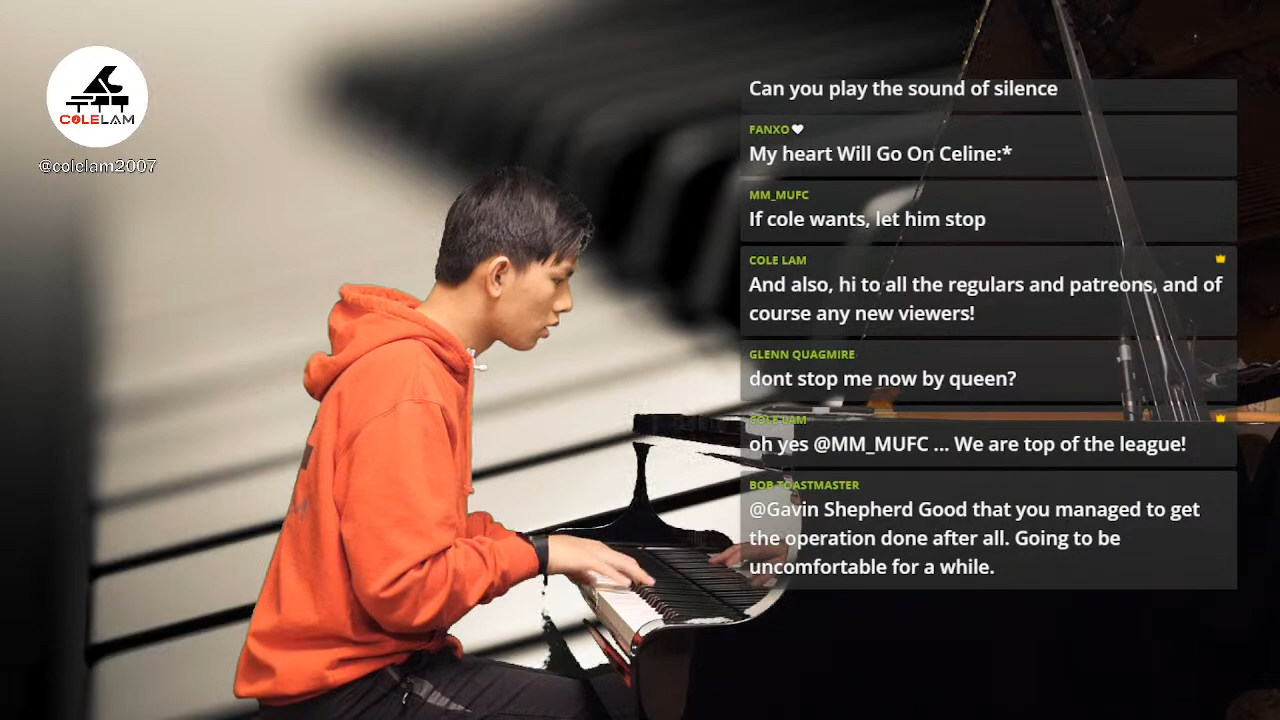 COLELAM
@colelam2007
Can you play the sound of silence
FANXO🤍
My heart Will Go On Celine:*
MM_MUFC
If cole wants, let him stop
COLE LAM
And also, hi to all the regulars and patreons, and of
course any new viewers!
GLENN QUAGMIRE
dont stop me now by queen?
COLE LAM
oh yes @MM_MUFC ... We are top of the league!
BOB TOASTMASTER
@Gavin Shepherd Good that you managed to get
the operation done after all. Going to be
uncomfortable for a while.